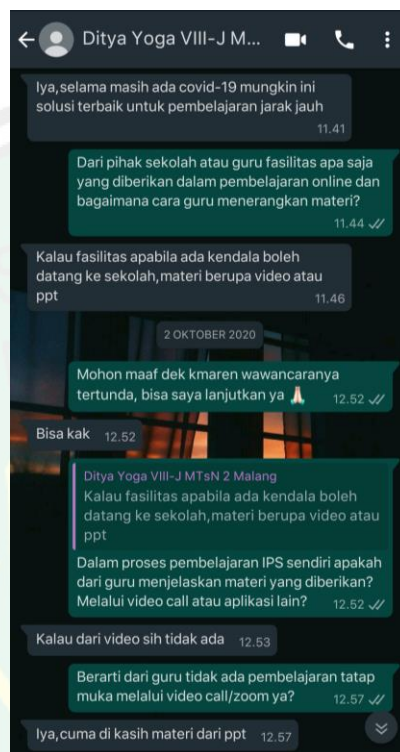 Ditya Yoga VIII-J M...
Iya,selama masih ada covid-19 mungkin ini
solusi terbaik untuk pembelajaran jarak jauh
11.41
Dari pihak sekolah atau guru fasilitas apa saja
yang diberikan dalam pembelajaran online dan
bagaimana cara guru menerangkan materi?
11.44
Kalau fasilitas apabila ada kendala boleh
datang ke sekolah,materi berupa video atau
ppt
11.46
2 OKTOBER 2020
Mohon maaf dek kmaren wawancaranya
tertunda, bisa saya lanjutkan ya 🙏🏻 12.52
Bisa kak 12.52
Ditya Yoga VIII-J MTsN 2 Malang
Kalau fasilitas apabila ada kendala boleh
datang ke sekolah,materi berupa video atau
ppt
Dalam proses pembelajaran IPS sendiri apakah
dari guru menjelaskan materi yang diberikan?
Melalui video call atau aplikasi lain? 12.52
Kalau dari video sih tidak ada 12.53
Berarti dari guru tidak ada pembelajaran tatap
muka melalui video call/zoom ya? 12.57
Iya,cuma di kasih materi dari ppt 12.57